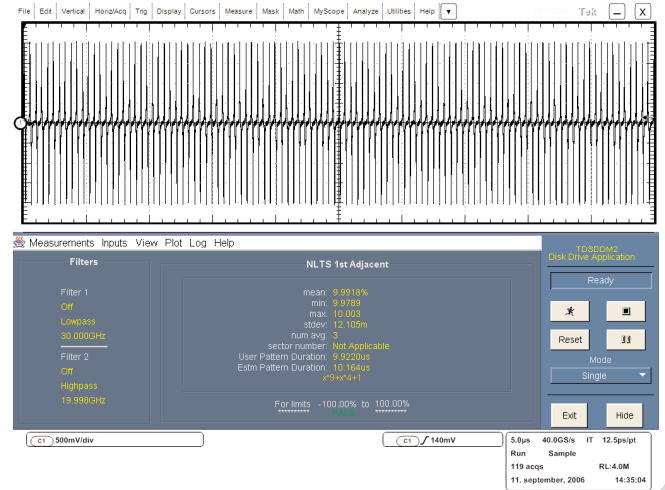 File Edit Vertical Horiz/Acq Trig Display Cursors Measure Mask Math MyScope Analyze Utilities Help Tek X
1
Measurements Inputs View Plot Log Help
TDSDDM2
Disk Drive Application
Filters
NLTS 1st Adjacent
Ready
Filter 1
Off
Lowpass
30.000GHz
Filter 2
Off
Highpass
19.998GHz
mean: 9.9918%
min: 9.9789
max: 10.003
stdev: 12.105m
num avg: 3
sector number: Not Applicable
User Pattern Duration: 9.9220us
Estm Pattern Duration: 10.164us
x^9+x^4+1
For limits -100.00% to 100.00%
********** **********
Reset
Mode
Single
Exit Hide
C1 500mV/div
C1 140mV
5.0µs 40.0GS/s IT 12.5ps/pt
Run Sample
119 acqs RL:4.0M
11. september, 2006 14:35:04